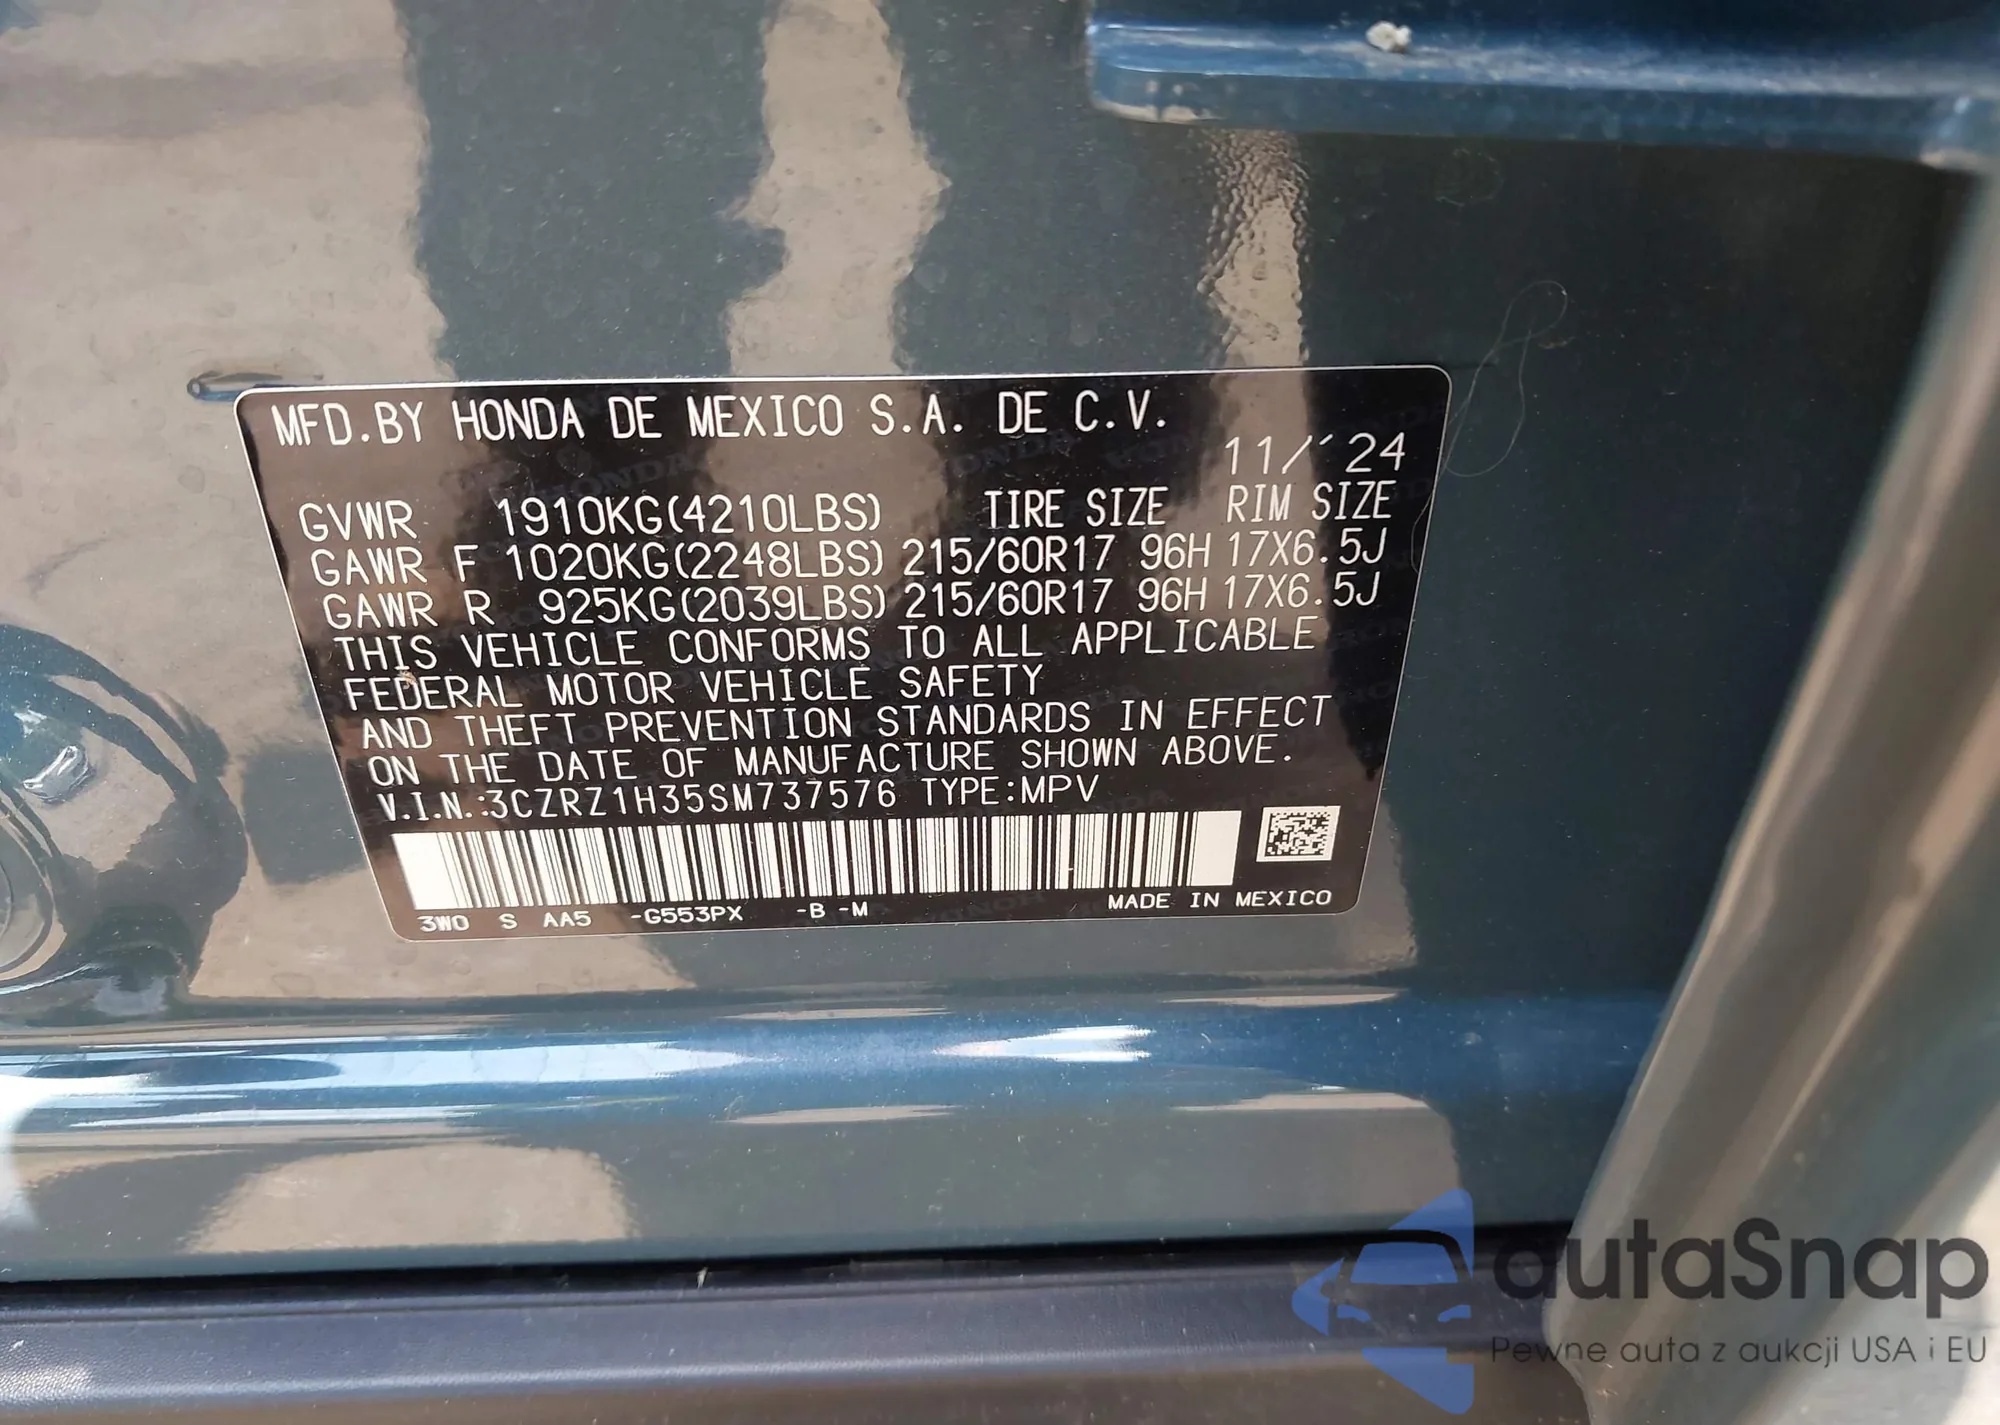 MFD.BY HONDA DE MEXICO S.A. DE C.V.
11/´24
GVWR 1910KG(4210LBS) TIRE SIZE RIM SIZE
GAWR F 1020KG(2248LBS) 215/60R17 96H 17X6.5J
GAWR R 925KG(2039LBS) 215/60R17 96H 17X6.5J
THIS VEHICLE CONFORMS TO ALL APPLICABLE
FEDERAL MOTOR VEHICLE SAFETY
AND THEFT PREVENTION STANDARDS IN EFFECT
ON THE DATE OF MANUFACTURE SHOWN ABOVE.
V.I.N.:3CZRZ1H35SM737576 TYPE:MPV
3W0 S AA5 -G553PX -B -M MADE IN MEXICO
autaSnap
Pewne auta z aukcji USA i EU